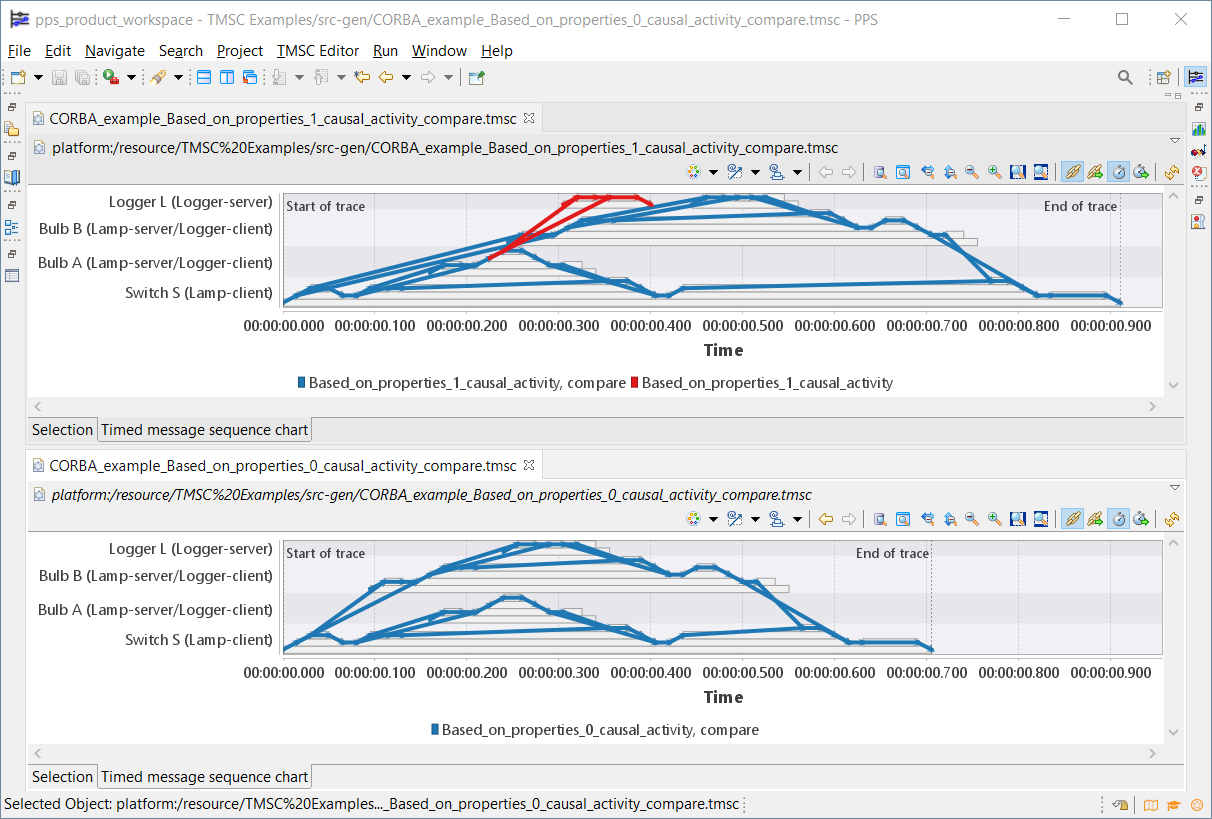 pps_product_workspace - TMSC Examples/src-gen/CORBA_example_Based_on_properties_0_causal_activity_compare.tmsc - PPS
File Edit Navigate Search Project TMSC Editor Run Window Help
CORBA_example_Based_on_properties_1_causal_activity_compare.tmsc
platform:/resource/TMSC%20Examples/src-gen/CORBA_example_Based_on_properties_1_causal_activity_compare.tmsc
Logger L (Logger-server)
Start of trace
End of trace
Bulb B (Lamp-server/Logger-client)
Bulb A (Lamp-server/Logger-client)
Switch S (Lamp-client)
00:00:00.000 00:00:00.100 00:00:00.200 00:00:00.300 00:00:00.400 00:00:00.500 00:00:00.600 00:00:00.700 00:00:00.800 00:00:00.900
Time
Based_on_properties_1_causal_activity, compare Based_on_properties_1_causal_activity
Selection Timed message sequence chart
CORBA_example_Based_on_properties_0_causal_activity_compare.tmsc
platform:/resource/TMSC%20Examples/src-gen/CORBA_example_Based_on_properties_0_causal_activity_compare.tmsc
Logger L (Logger-server)
Start of trace
End of trace
Bulb B (Lamp-server/Logger-client)
Bulb A (Lamp-server/Logger-client)
Switch S (Lamp-client)
00:00:00.000 00:00:00.100 00:00:00.200 00:00:00.300 00:00:00.400 00:00:00.500 00:00:00.600 00:00:00.700 00:00:00.800 00:00:00.900
Time
Based_on_properties_0_causal_activity, compare
Selection Timed message sequence chart
Selected Object: platform:/resource/TMSC%20Examples..._Based_on_properties_0_causal_activity_compare.tmsc